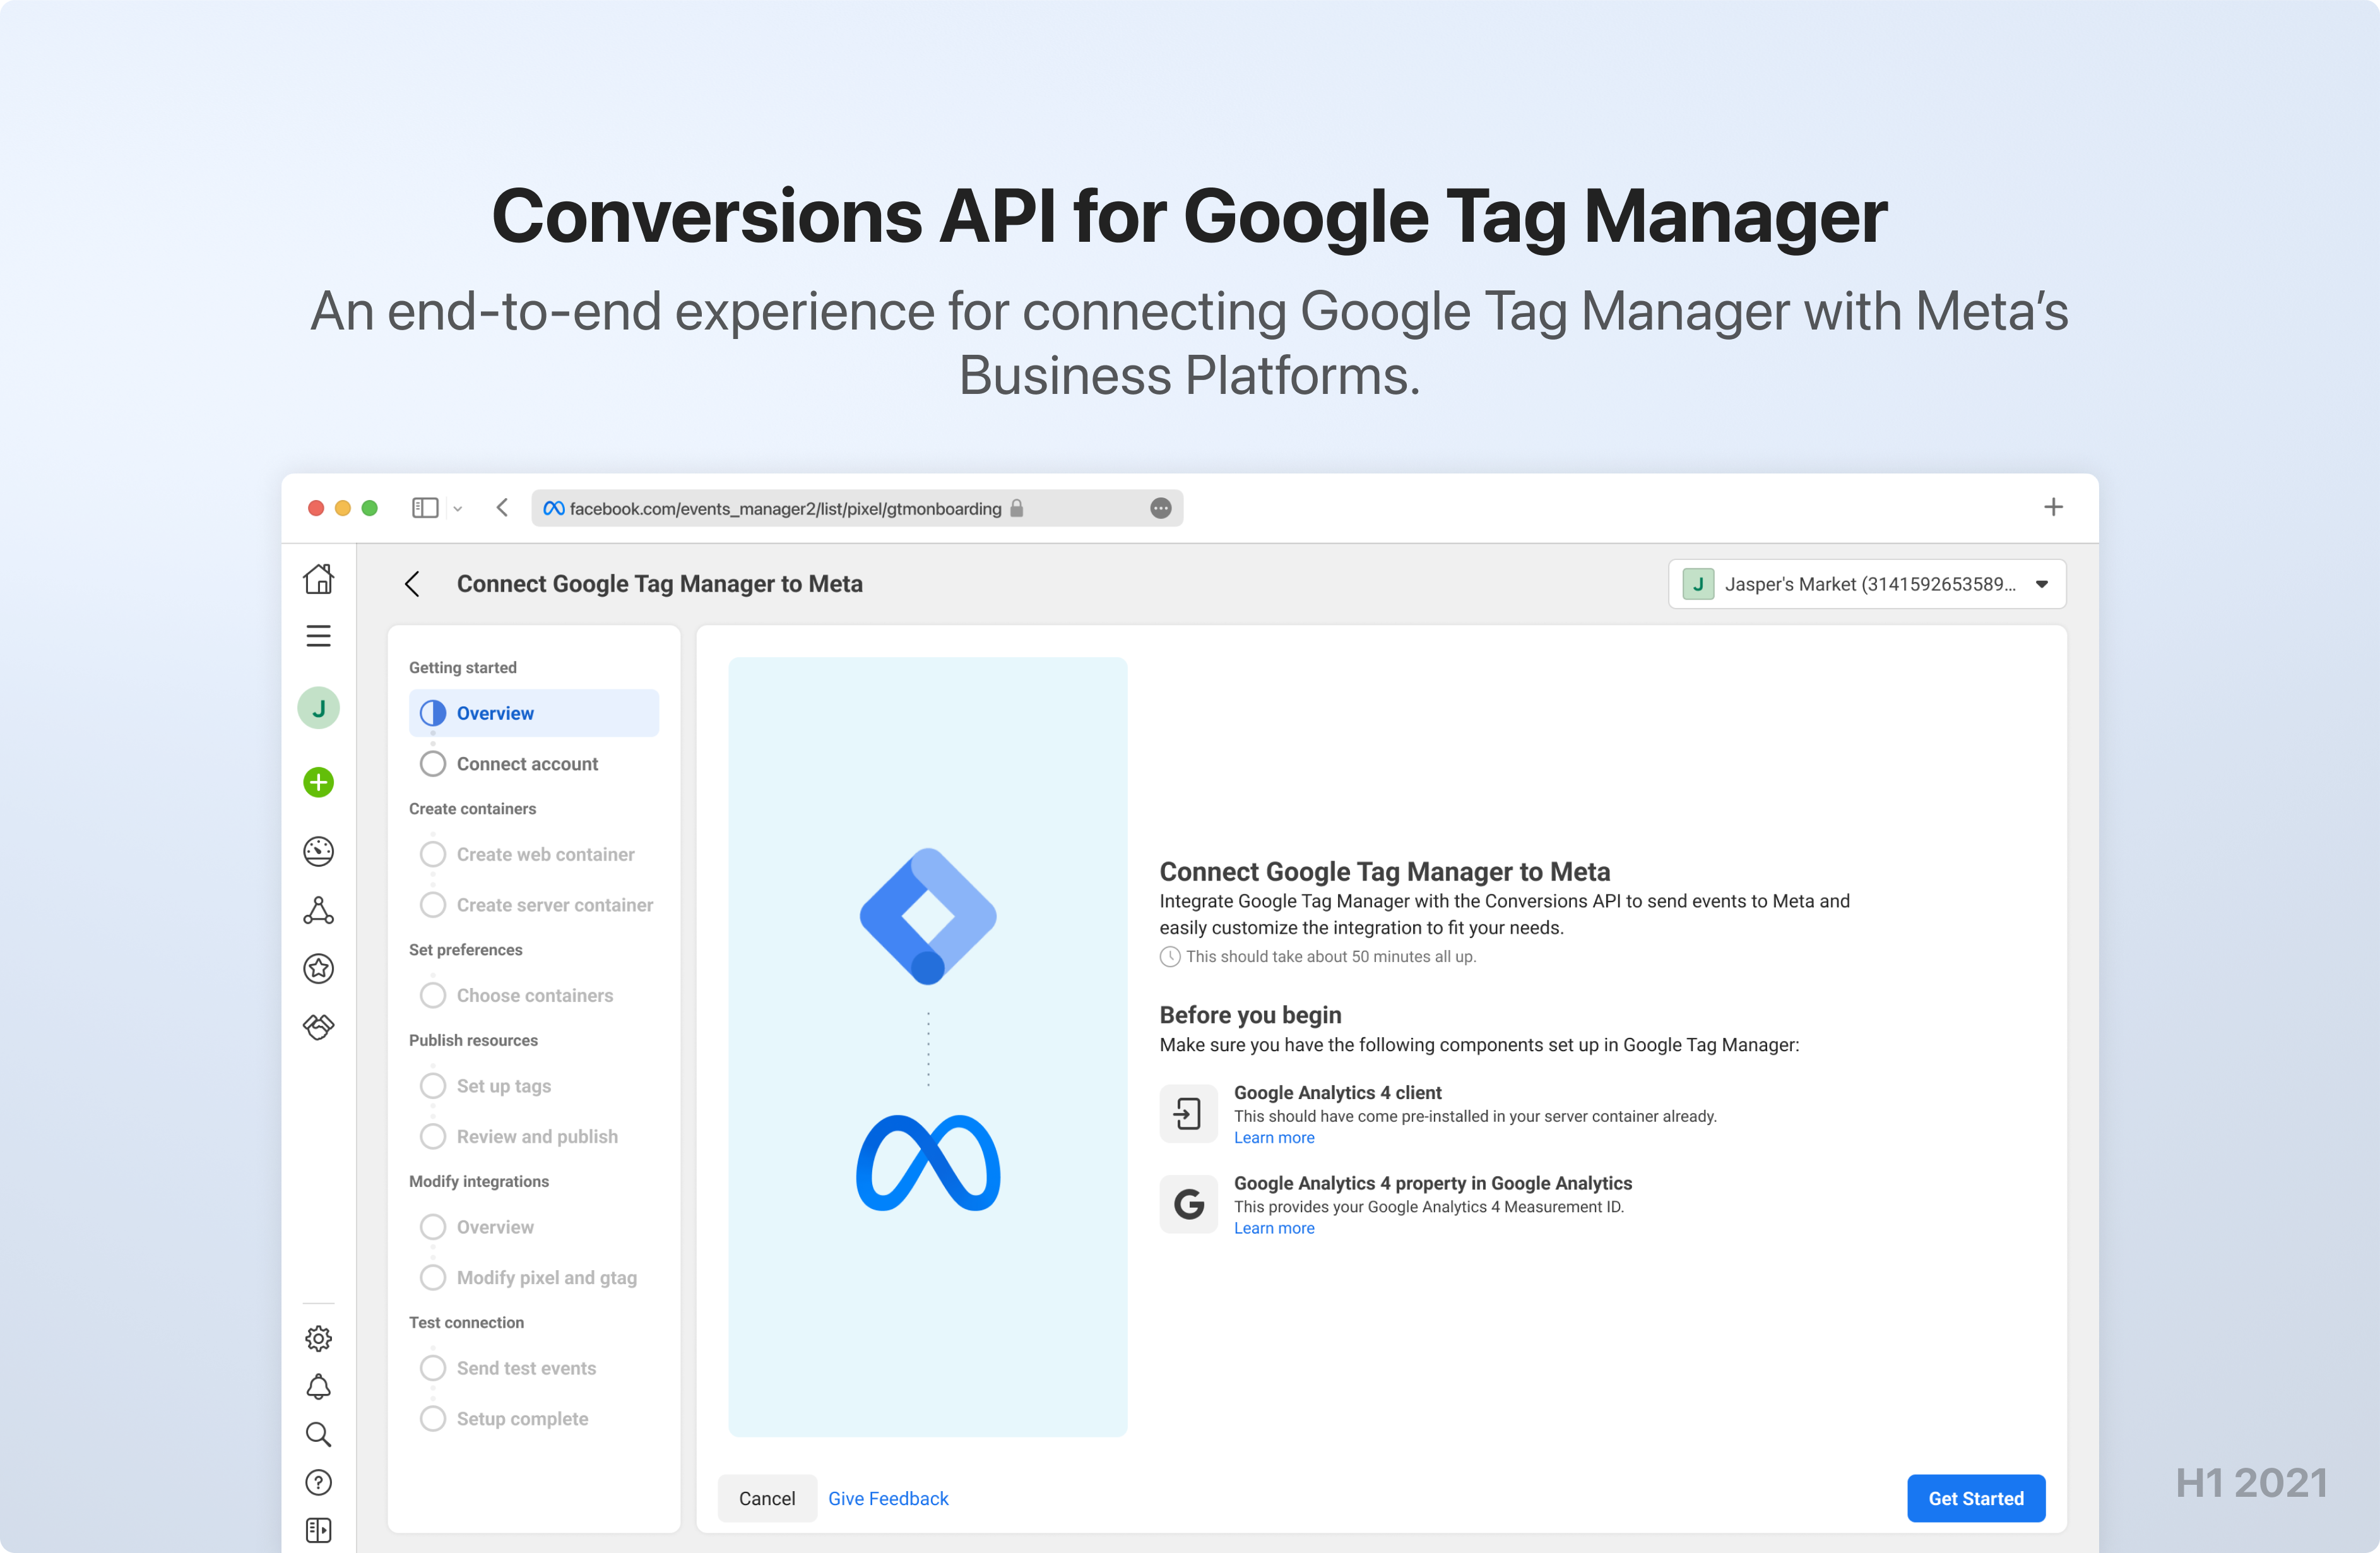 Conversions API for Google Tag Manager
An end-to-end experience for connecting Google Tag Manager with Meta’s
Business Platforms.
facebook.com/events_manager2/list/pixel/gtmonboarding
Connect Google Tag Manager to Meta
J Jasper's Market (3141592653589...
J
Getting started
Overview
Connect account
Create containers
Create web container
Create server container
Set preferences
Choose containers
Publish resources
Set up tags
Review and publish
Modify integrations
Overview
Modify pixel and gtag
Test connection
Send test events
Setup complete
Connect Google Tag Manager to Meta
Integrate Google Tag Manager with the Conversions API to send events to Meta and
easily customize the integration to fit your needs.
This should take about 50 minutes all up.
Before you begin
Make sure you have the following components set up in Google Tag Manager:
Google Analytics 4 client
This should have come pre-installed in your server container already.
Learn more
G
Google Analytics 4 property in Google Analytics
This provides your Google Analytics 4 Measurement ID.
Learn more
Cancel
Give Feedback
Get Started
H1 2021